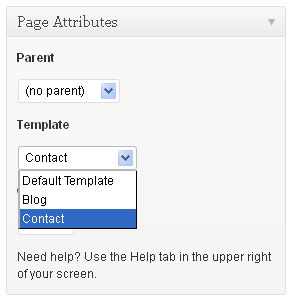 Page Attributes
Parent
(no parent)
Template
Contact
Default Template
Blog
Contact
Need help? Use the Help tab in the upper right
of your screen.